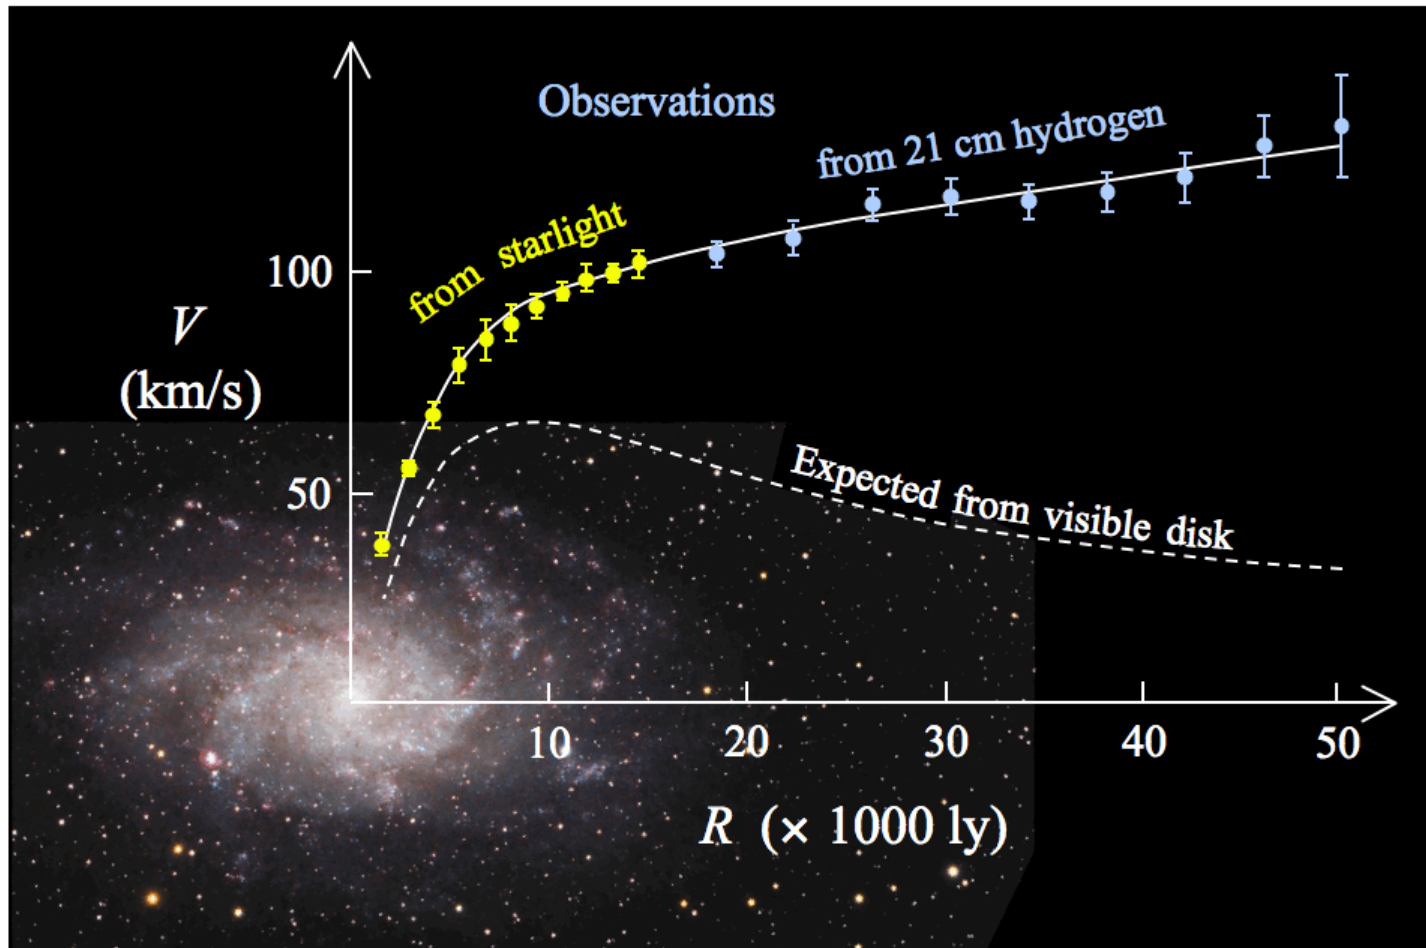 Observations
from 21 cm hydrogen
from starlight
100
V
(km/s)
50
Expected from visible disk
10 20 30 40 50
R (× 1000 ly)